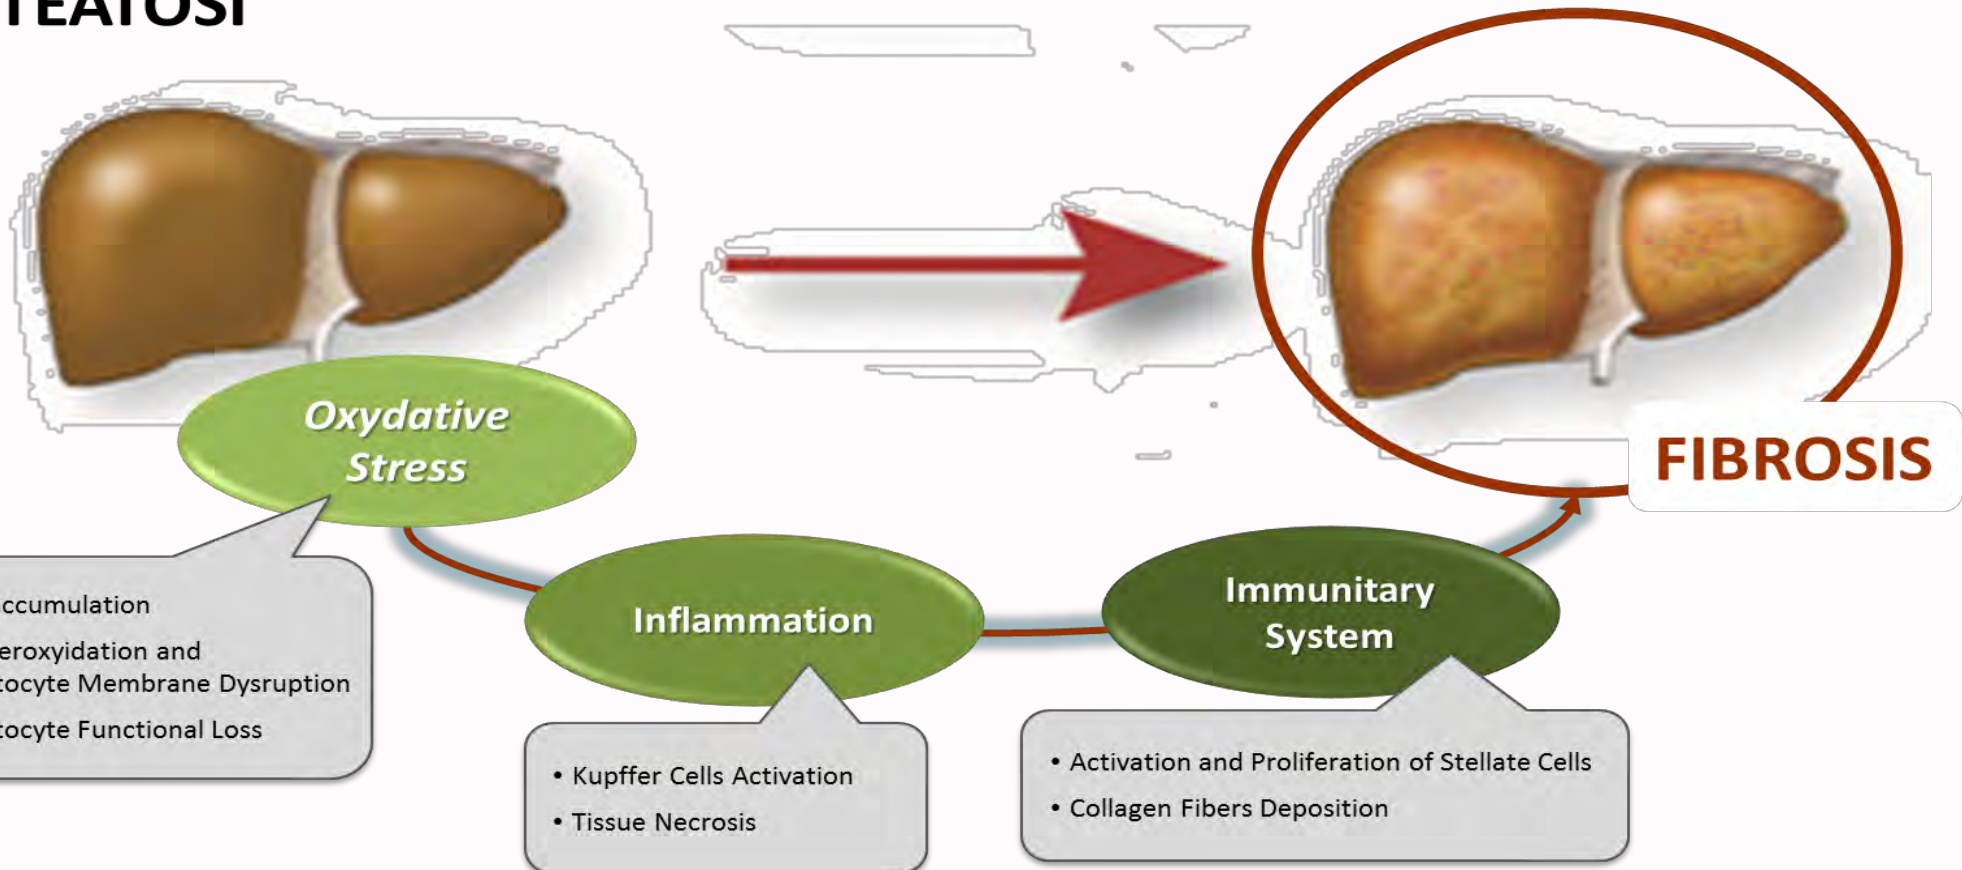 TEATOSI
Oxydative
Stress
FIBROSIS
Inflammation
Immunitary
System
ccumulation
eroxyidation and
tocyte Membrane Dysruption
tocyte Functional Loss
• Kupffer Cells Activation
• Tissue Necrosis
• Activation and Proliferation of Stellate Cells
• Collagen Fibers Deposition